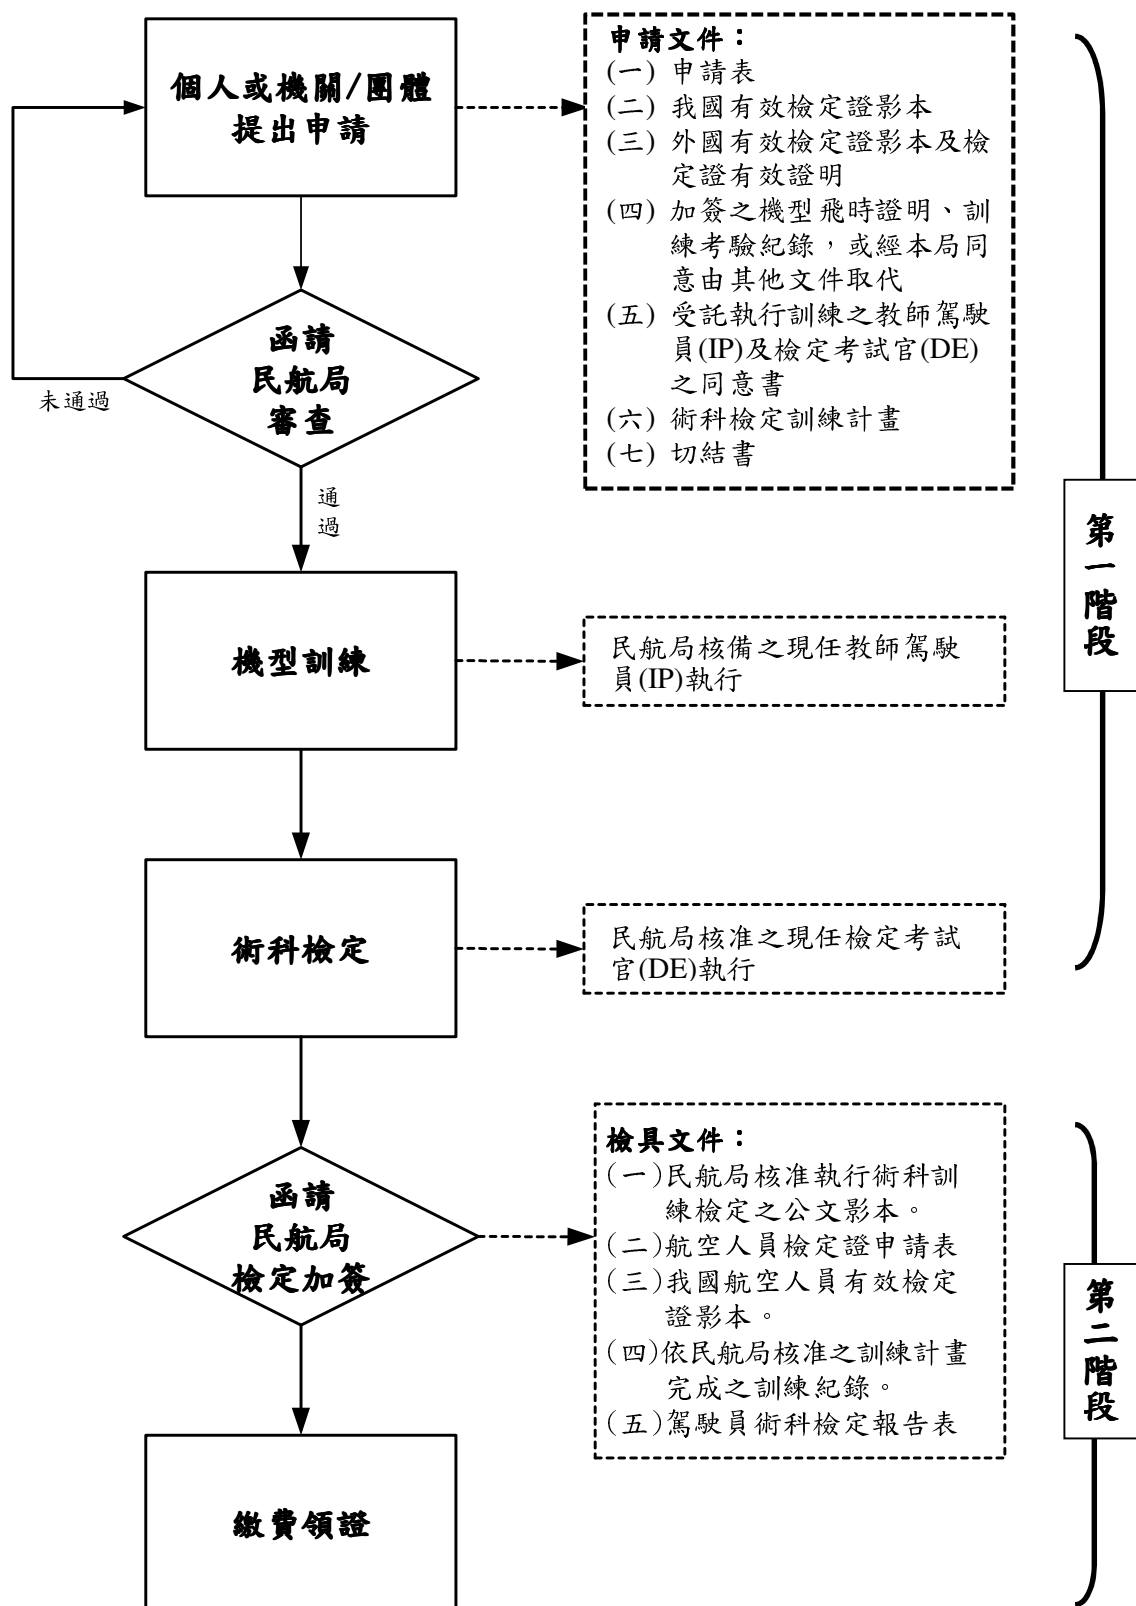 個人或機關/團體
提出申請
申請文件：
(一) 申請表
(二) 我國有效檢定證影本
(三) 外國有效檢定證影本及檢
定證有效證明
(四) 加簽之機型飛時證明、訓
練考驗紀錄，或經本局同
意由其他文件取代
(五) 受託執行訓練之教師駕駛
員(IP)及檢定考試官(DE)
之同意書
(六) 術科檢定訓練計畫
(七) 切結書
函請
民航局
審查
未通過
通
過
第
一
階
段
機型訓練
民航局核備之現任教師駕駛
員(IP)執行
術科檢定
民航局核准之現任檢定考試
官(DE)執行
函請
民航局
檢定加簽
檢具文件：
(一)民航局核准執行術科訓
練檢定之公文影本。
(二)航空人員檢定證申請表
(三)我國航空人員有效檢定
證影本。
(四)依民航局核准之訓練計畫
完成之訓練紀錄。
(五)駕駛員術科檢定報告表
第
二
階
段
繳費領證